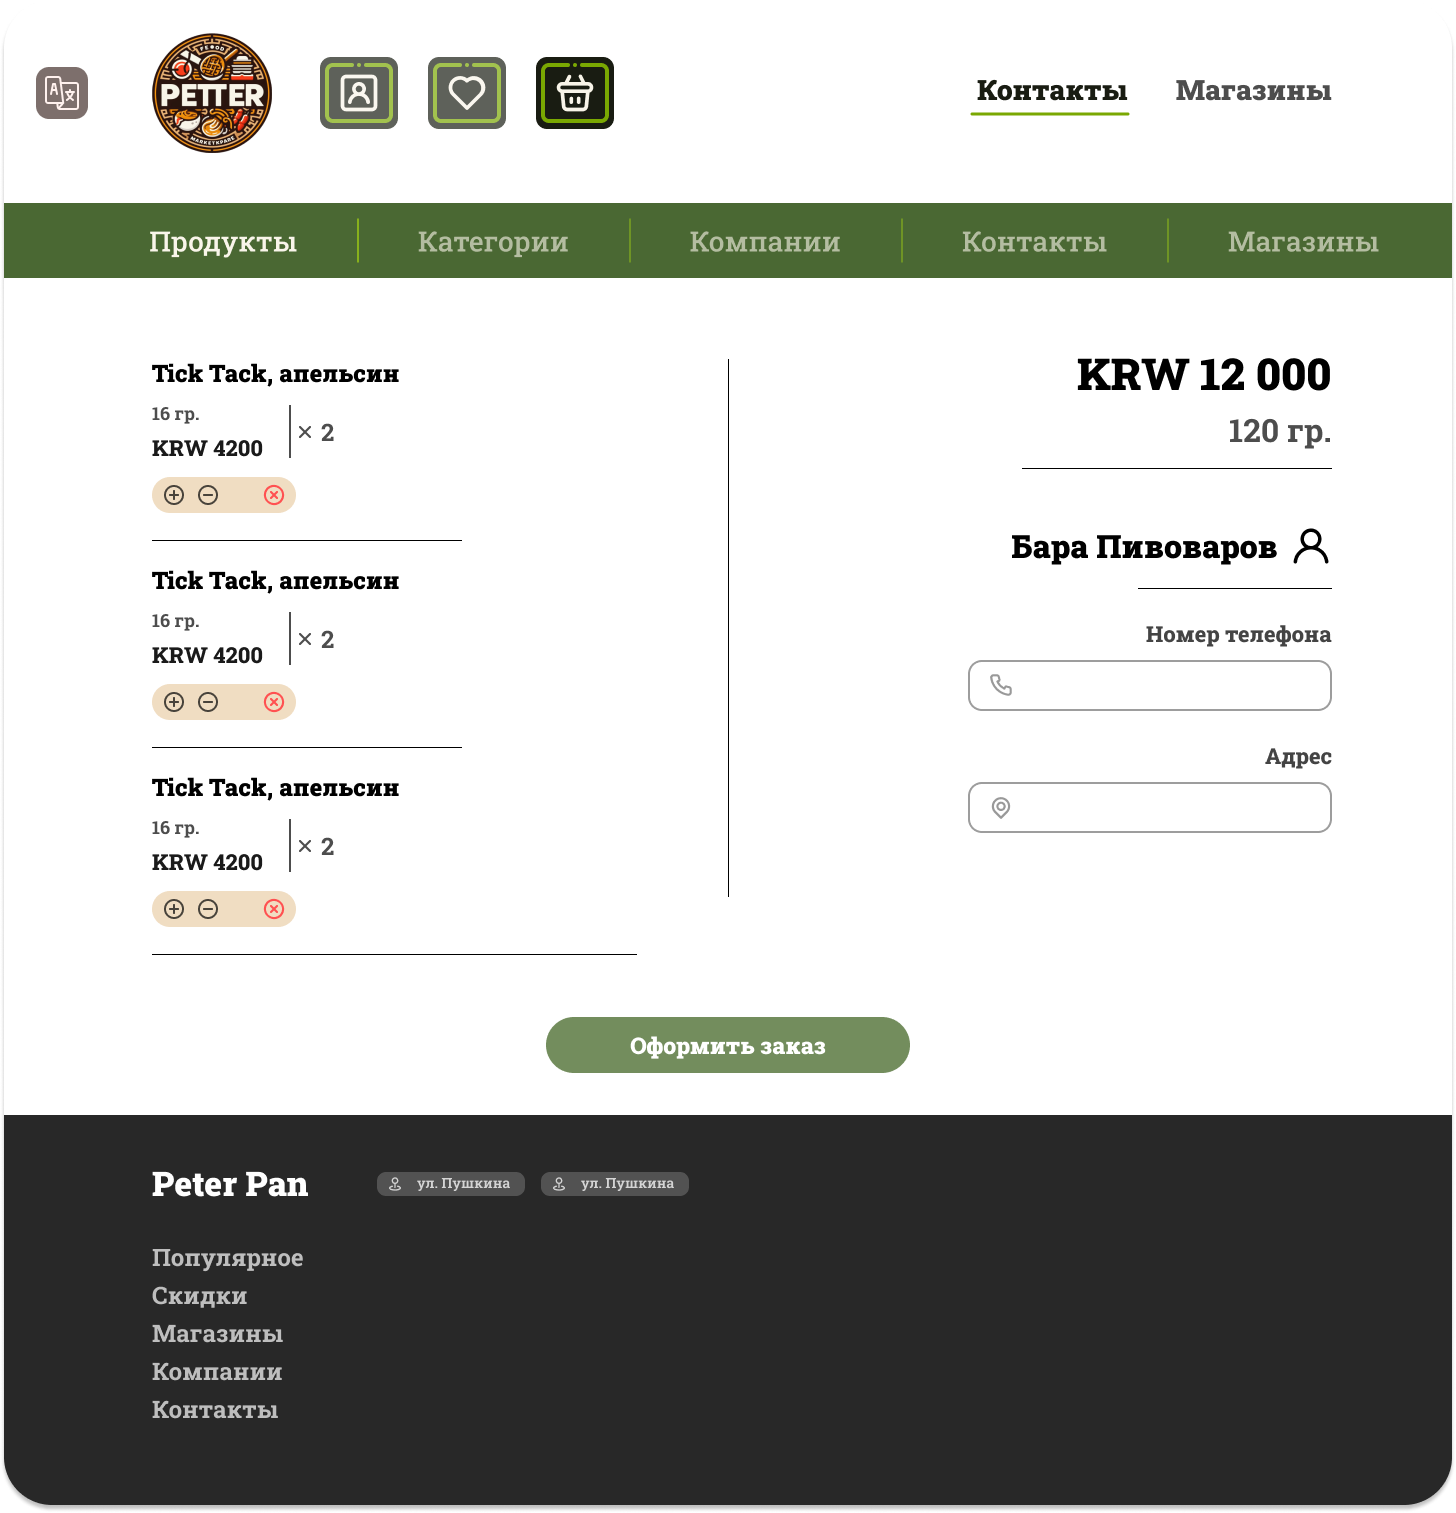 FEOOD
PETTER
MARKETKPARE
Контакты
Магазины
Продукты
Категории
Компании
Контакты
Магазины
Tick Tack, апельсин
16 гр.
KRW 4200
× 2
Tick Tack, апельсин
16 гр.
KRW 4200
× 2
Tick Tack, апельсин
16 гр.
KRW 4200
× 2
KRW 12 000
120 гр.
Бара Пивоваров
Номер телефона
Адрес
Оформить заказ
Peter Pan
ул. Пушкина
ул. Пушкина
Популярное
Скидки
Магазины
Компании
Контакты